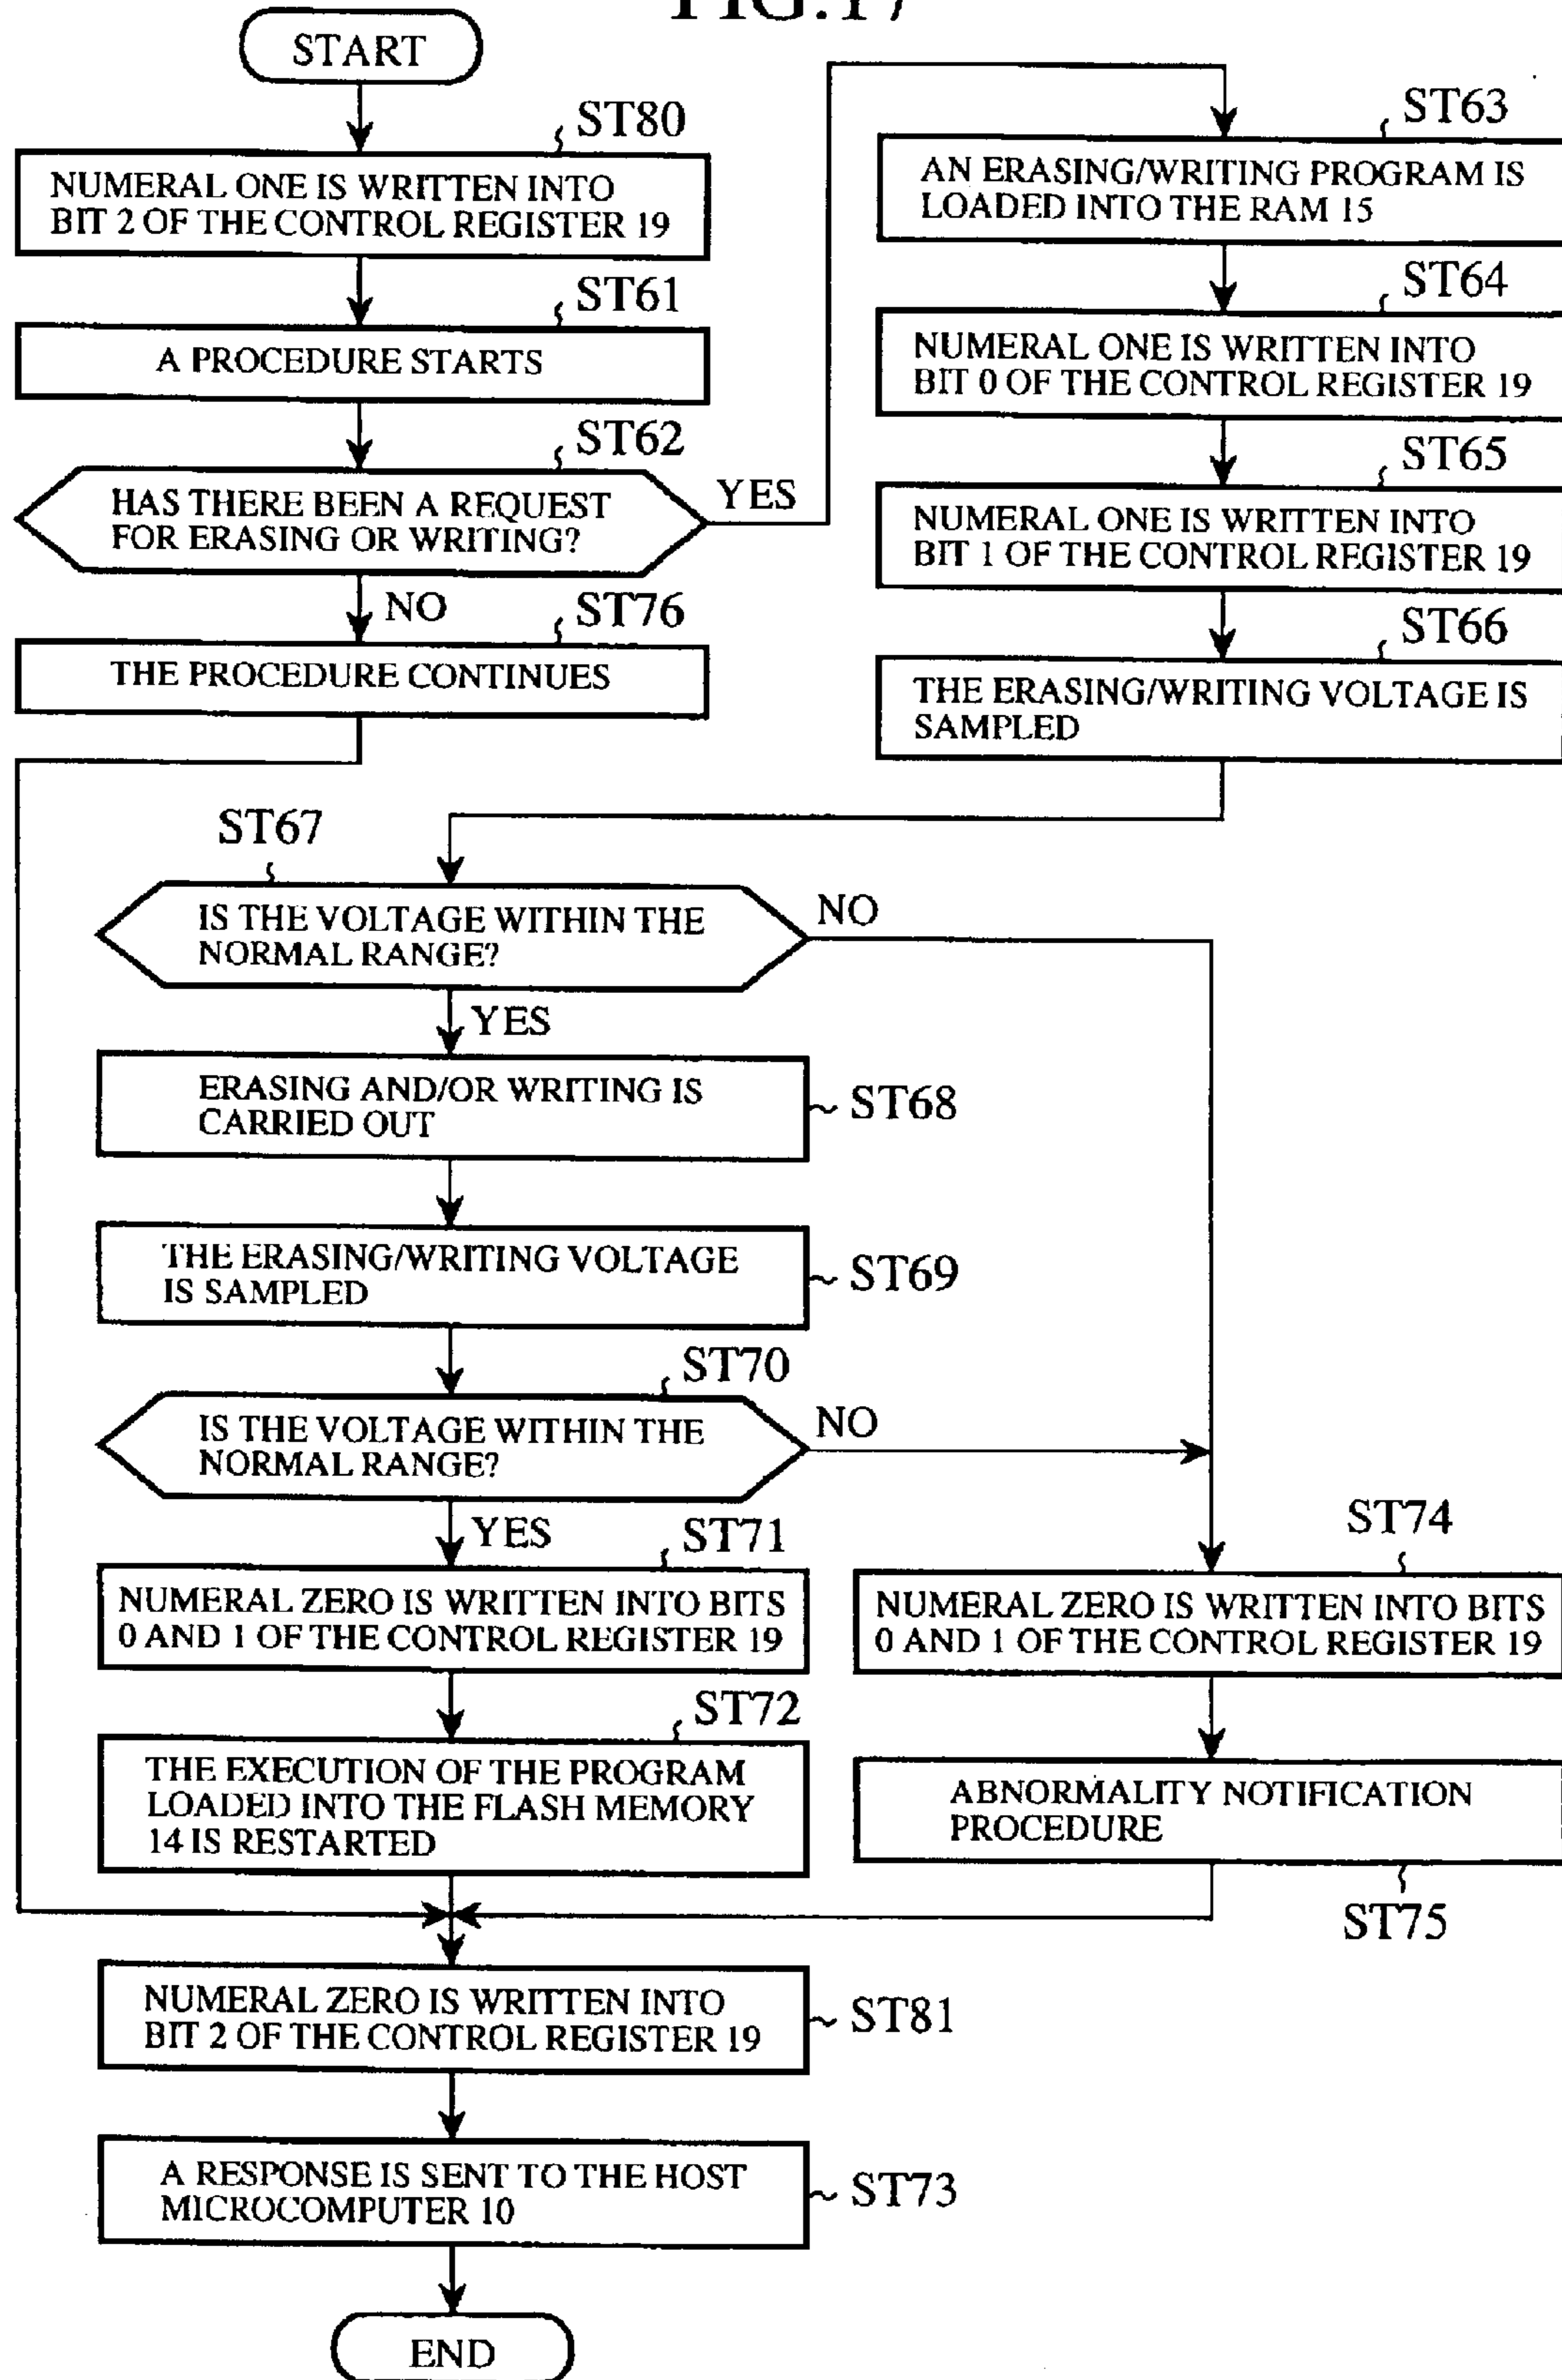 FIG.17
START
ST80
NUMERAL ONE IS WRITTEN INTO
BIT 2 OF THE CONTROL REGISTER 19
ST61
A PROCEDURE STARTS
ST62
HAS THERE BEEN A REQUEST
FOR ERASING OR WRITING?
YES
NO
ST76
THE PROCEDURE CONTINUES
ST63
AN ERASING/WRITING PROGRAM IS
LOADED INTO THE RAM 15
ST64
NUMERAL ONE IS WRITTEN INTO
BIT 0 OF THE CONTROL REGISTER 19
ST65
NUMERAL ONE IS WRITTEN INTO
BIT 1 OF THE CONTROL REGISTER 19
ST66
THE ERASING/WRITING VOLTAGE IS
SAMPLED
ST67
IS THE VOLTAGE WITHIN THE
NORMAL RANGE?
NO
YES
ERASING AND/OR WRITING IS
CARRIED OUT
ST68
THE ERASING/WRITING VOLTAGE
IS SAMPLED
ST69
ST70
IS THE VOLTAGE WITHIN THE
NORMAL RANGE?
NO
YES
ST71
NUMERAL ZERO IS WRITTEN INTO BITS
0 AND 1 OF THE CONTROL REGISTER 19
ST72
THE EXECUTION OF THE PROGRAM
LOADED INTO THE FLASH MEMORY
14 IS RESTARTED
ST74
NUMERAL ZERO IS WRITTEN INTO BITS
0 AND 1 OF THE CONTROL REGISTER 19
ABNORMALITY NOTIFICATION
PROCEDURE
ST75
NUMERAL ZERO IS WRITTEN INTO
BIT 2 OF THE CONTROL REGISTER 19
ST81
A RESPONSE IS SENT TO THE HOST
MICROCOMPUTER 10
ST73
END